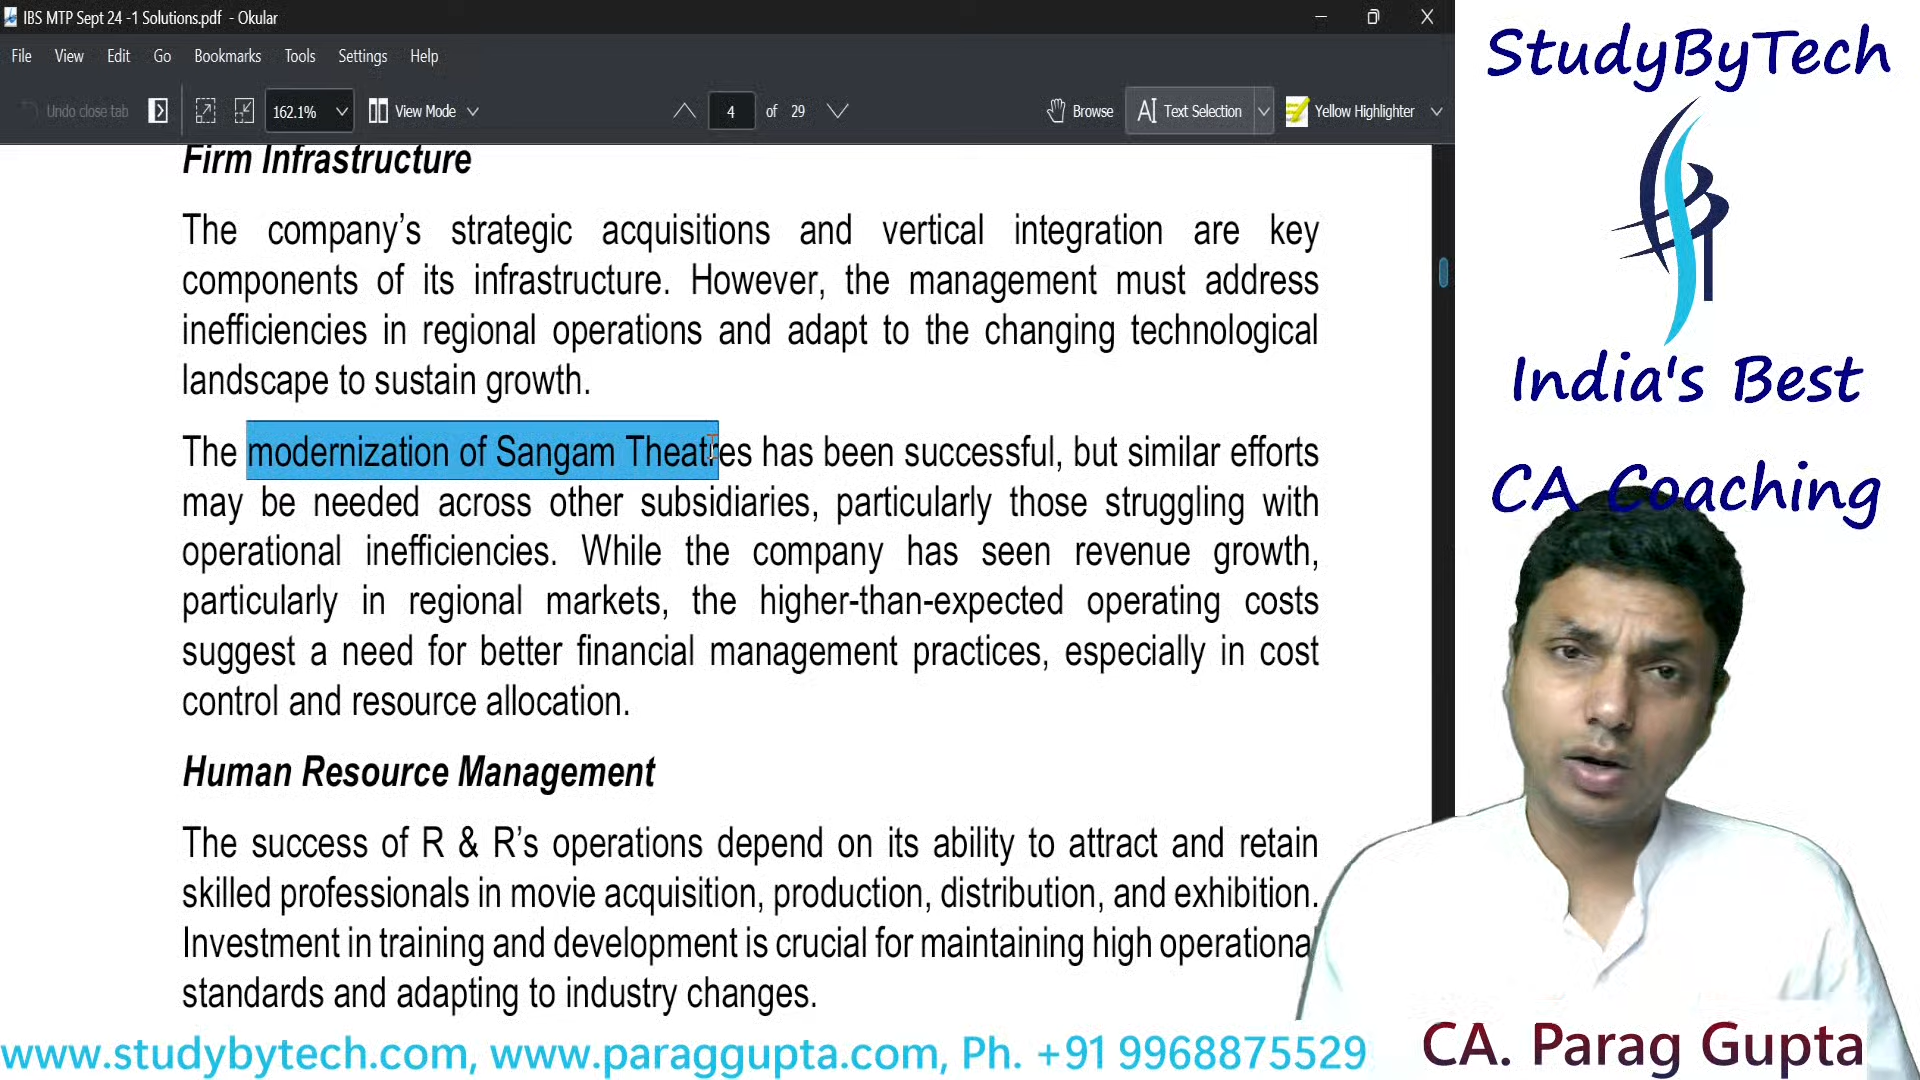 IBS MTP Sept 24 -1 Solutions.pdf - Okular
File View Edit Go Bookmarks Tools Settings Help
Undo close tab 162.1% View Mode 4 of 29 Browse Text Selection Yellow Highlighter
Firm Infrastructure
The company’s strategic acquisitions and vertical integration are key
components of its infrastructure. However, the management must address
inefficiencies in regional operations and adapt to the changing technological
landscape to sustain growth.
The modernization of Sangam Theatres has been successful, but similar efforts
may be needed across other subsidiaries, particularly those struggling with
operational inefficiencies. While the company has seen revenue growth,
particularly in regional markets, the higher-than-expected operating costs
suggest a need for better financial management practices, especially in cost
control and resource allocation.
Human Resource Management
The success of R & R’s operations depend on its ability to attract and retain
skilled professionals in movie acquisition, production, distribution, and exhibition.
Investment in training and development is crucial for maintaining high operational
standards and adapting to industry changes.
StudyByTech
India's Best
CA Coaching
www.studybytech.com, www.paraggupta.com, Ph. +91 9968875529
CA. Parag Gupta